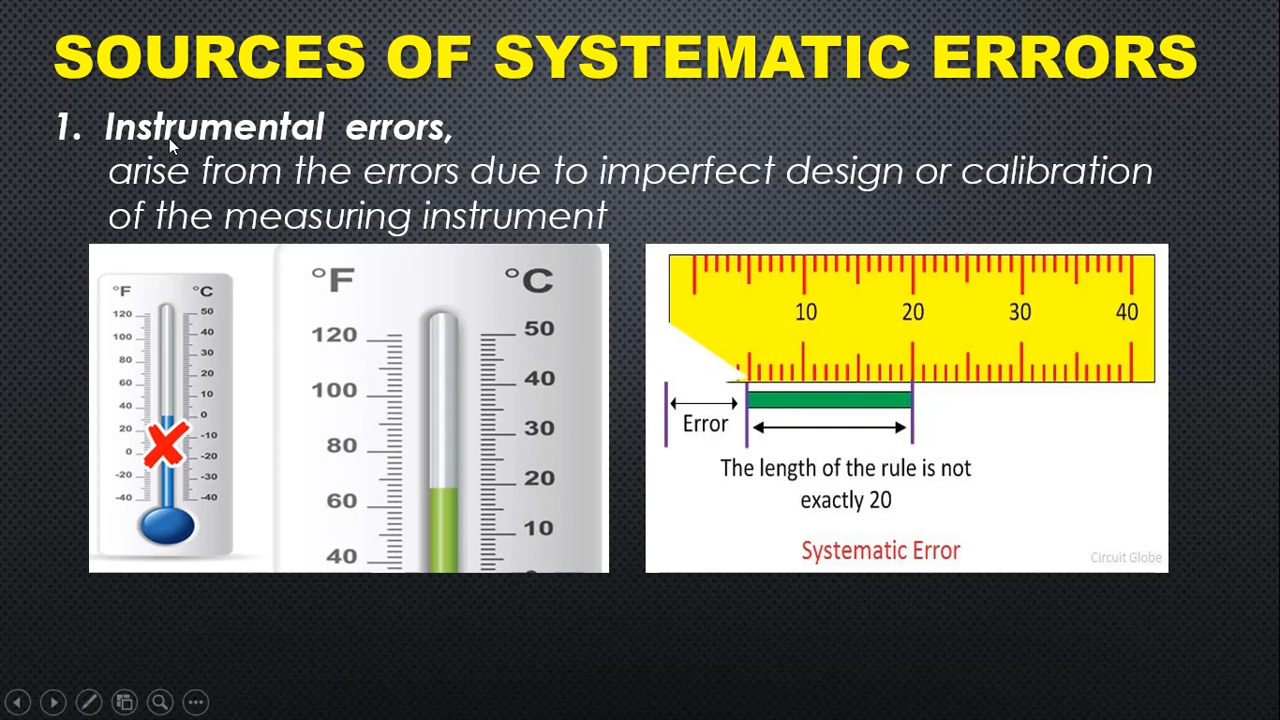 SOURCES OF SYSTEMATIC ERRORS
1. Instrumental errors,
arise from the errors due to imperfect design or calibration
of the measuring instrument
°F °C
120 50
100 40
80 30
60 20
40 10
20 0
0 -10
-20 -20
-40 -30
-40
°F °C
120 50
100 40
80 30
60 20
40 10
10 20 30 40
Error
The length of the rule is not
exactly 20
Systematic Error
Circuit Globe